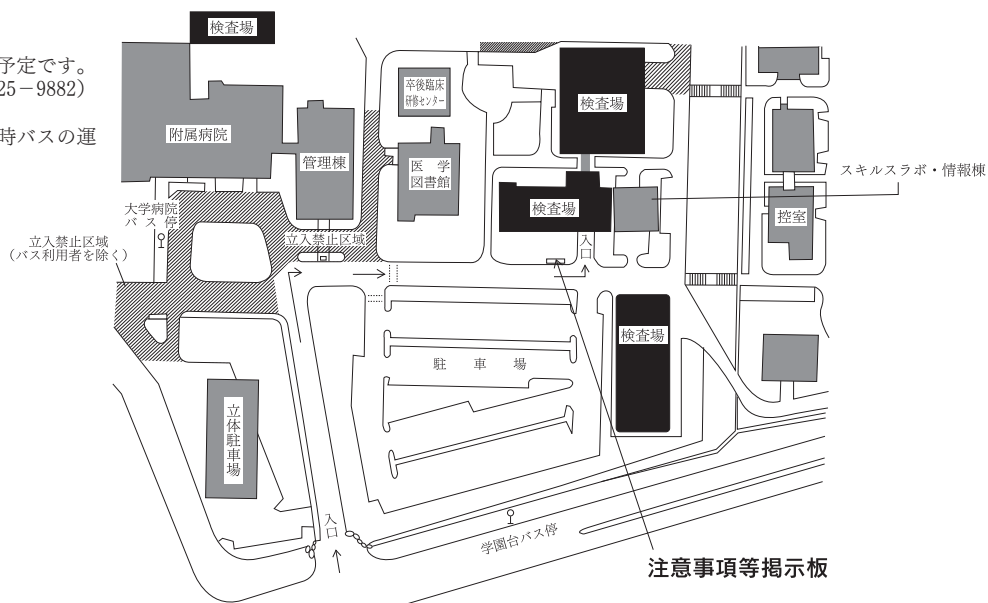 検査場
予定です。
25－9882）
時バスの運
附属病院
管理棟
卒後臨床
研修センター
医学
図書館
検査場
検査場
スキルスラボ・情報棟
控室
大学病院
バス停
立入禁止区域
（バス利用者を除く）
立入禁止区域
入口
検査場
駐車場
立体駐車場
入口
学園台バス停
注意事項等掲示板